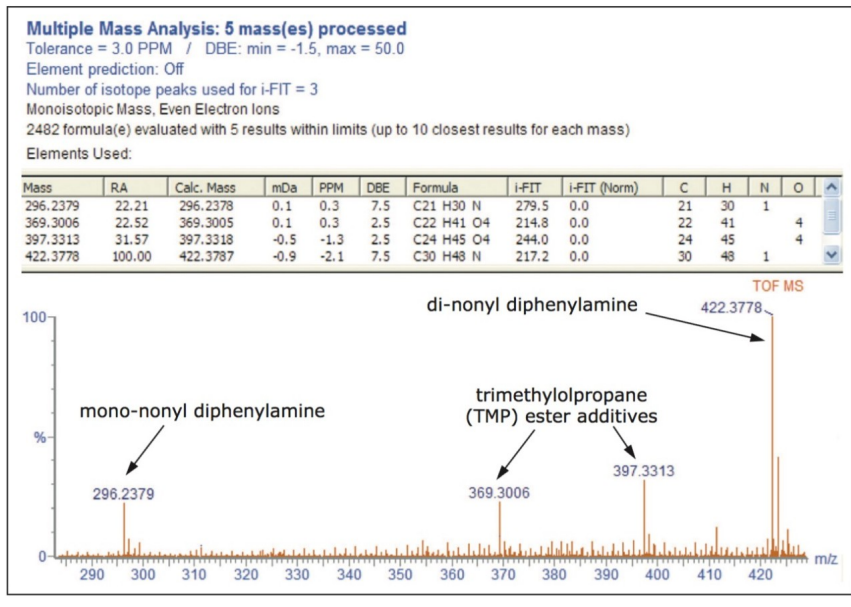 Multiple Mass Analysis: 5 mass(es) processed
Tolerance = 3.0 PPM / DBE: min = -1.5, max = 50.0
Element prediction: Off
Number of isotope peaks used for i-FIT = 3
Monoisotopic Mass, Even Electron Ions
2482 formula(e) evaluated with 5 results within limits (up to 10 closest results for each mass)
Elements Used:
Mass RA Calc. Mass mDa PPM DBE Formula i-FIT i-FIT (Norm) C H N O
296.2379 22.21 296.2378 0.1 0.3 7.5 C21 H30 N 279.5 0.0 21 30 1
369.3006 22.52 369.3005 0.1 0.3 2.5 C22 H41 O4 214.8 0.0 22 41 4
397.3313 31.57 397.3318 -0.5 -1.3 2.5 C24 H45 O4 244.0 0.0 24 45 4
422.3778 100.00 422.3787 -0.9 -2.1 7.5 C30 H48 N 217.2 0.0 30 48 1
TOF MS
di-nonyl diphenylamine
422.3778
100
trimethylolpropane
(TMP) ester additives
mono-nonyl diphenylamine
%
397.3313
369.3006
296.2379
0
m/z
290 300 310 320 330 340 350 360 370 380 390 400 410 420